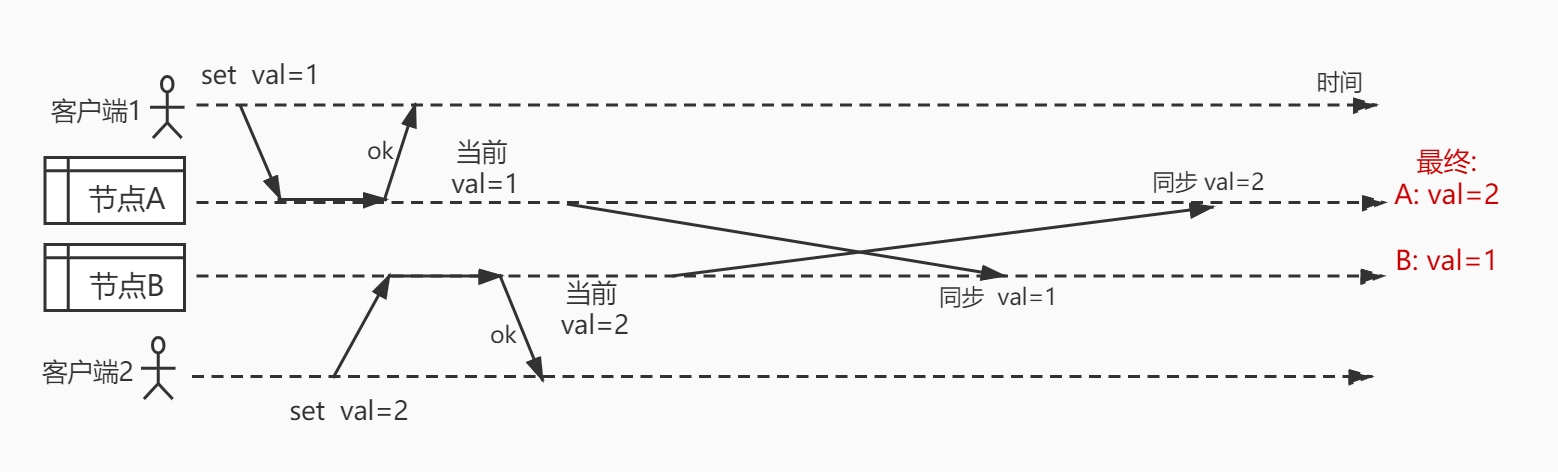 set val=1
时间
客户端1
ok
当前
val=1
最终:
节点A
同步 val=2
A: val=2
B: val=1
节点B
当前
val=2
同步 val=1
ok
客户端2
set val=2